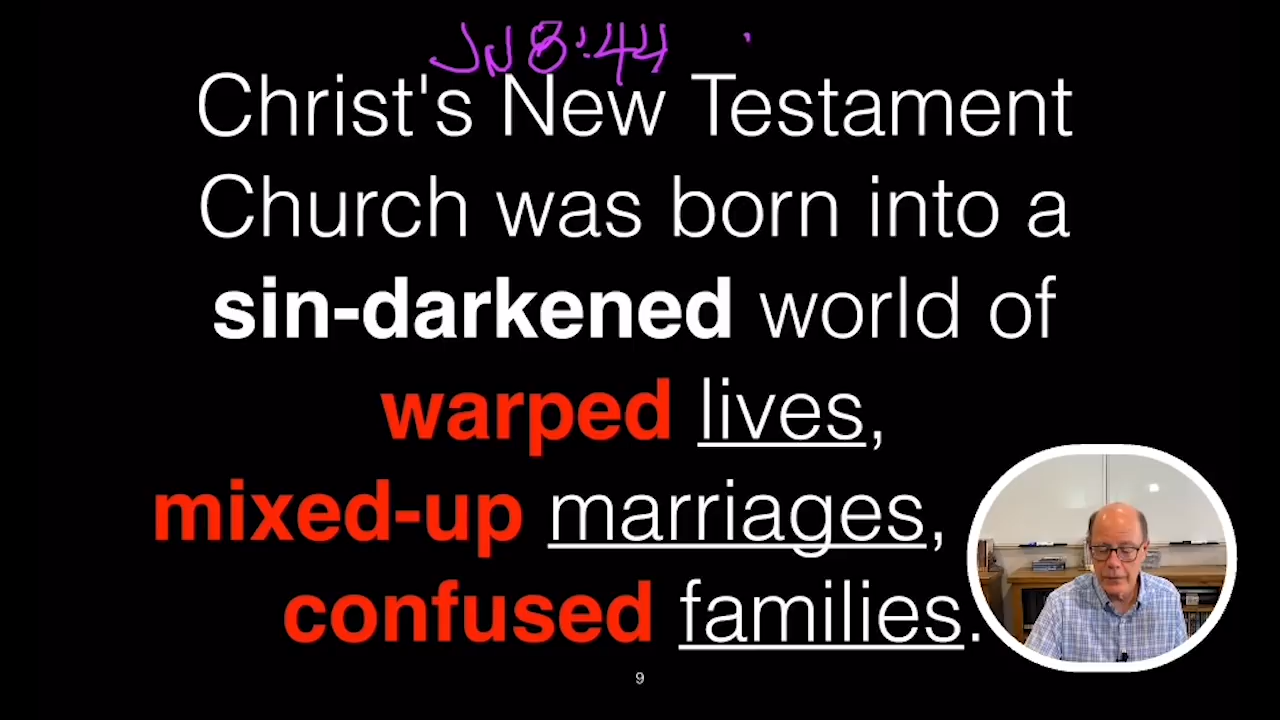 JN 8:44
Christ's New Testament
Church was born into a
sin-darkened world of
warped lives,
mixed-up marriages,
confused families.
9